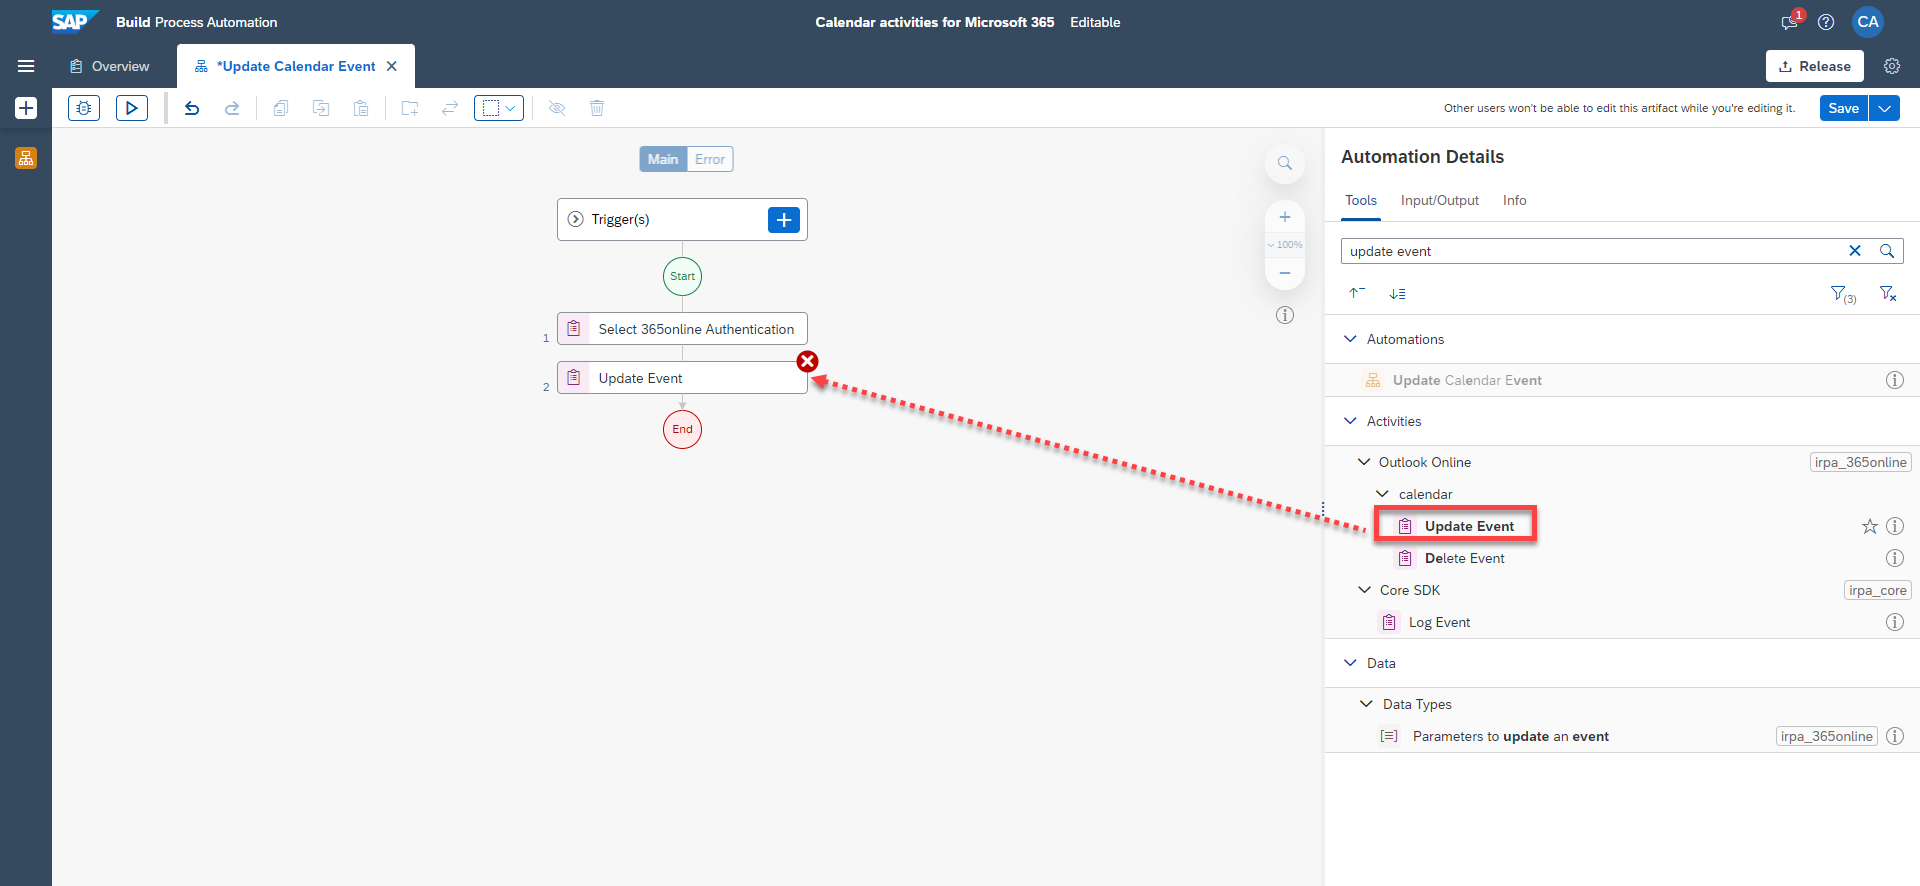 SAP Build Process Automation
Calendar activities for Microsoft 365 Editable
1
CA
Overview
*Update Calendar Event
Release
Other users won't be able to edit this artifact while you're editing it.
Save
Main Error
Trigger(s)
Start
1 Select 365online Authentication
2 Update Event
End
100%
Automation Details
Tools Input/Output Info
update event
(3)
Automations
Update Calendar Event
Activities
Outlook Online irpa_365online
calendar
Update Event
Delete Event
Core SDK irpa_core
Log Event
Data
Data Types
Parameters to update an event irpa_365online